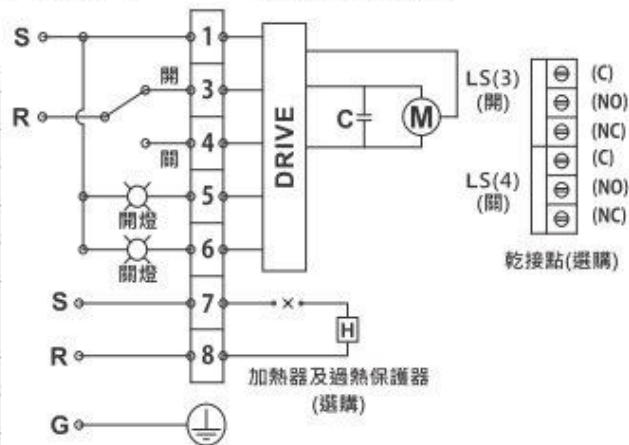 S
1
開
3
R
關
4
5
開燈
6
關燈
S
7
R
8
G
DRIVE
C
M
H
加熱器及過熱保護器
(選購)
LS(3)
(開)
(C)
(NO)
(NC)
LS(4)
(關)
(C)
(NO)
(NC)
乾接點(選購)